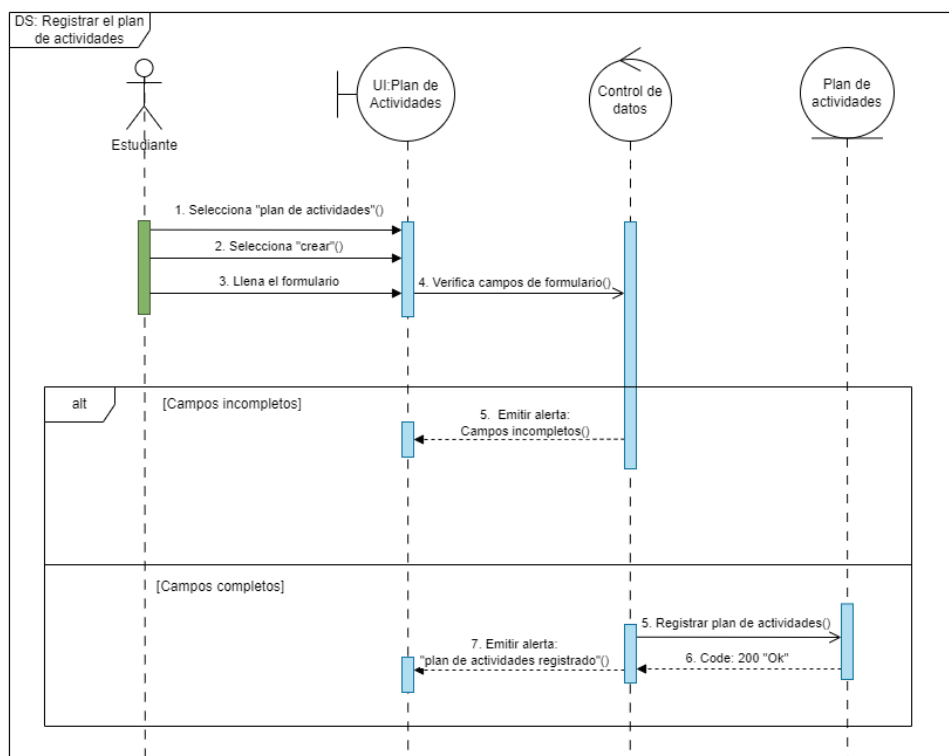 DS: Registrar el plan
de actividades
Estudiante
UI:Plan de
Actividades
Control de
datos
Plan de
actividades
1. Selecciona "plan de actividades"()
2. Selecciona "crear"()
3. Llena el formulario
4. Verifica campos de formulario()
alt
[Campos incompletos]
5. Emitir alerta:
Campos incompletos()
[Campos completos]
5. Registrar plan de actividades()
6. Code: 200 "Ok"
7. Emitir alerta:
"plan de actividades registrado"()